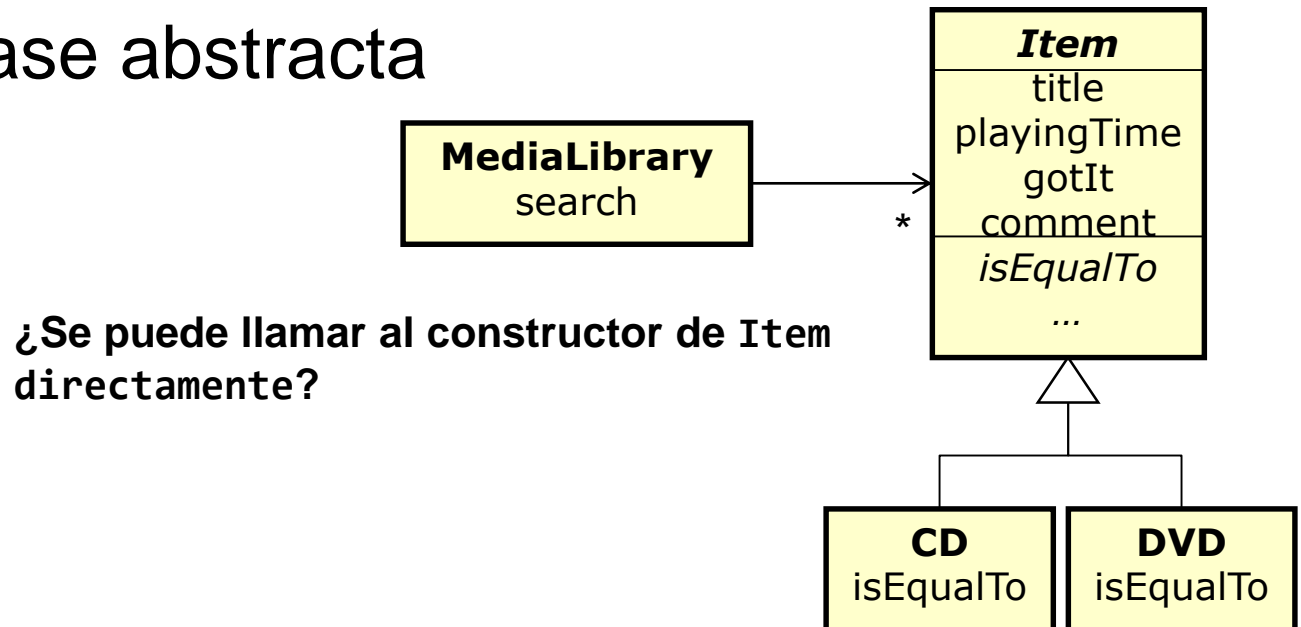 ase abstracta
Item
title
playingTime
gotIt
comment
isEqualTo
...
MediaLibrary
search
*
¿Se puede llamar al constructor de Item
directamente?
CD
isEqualTo
DVD
isEqualTo